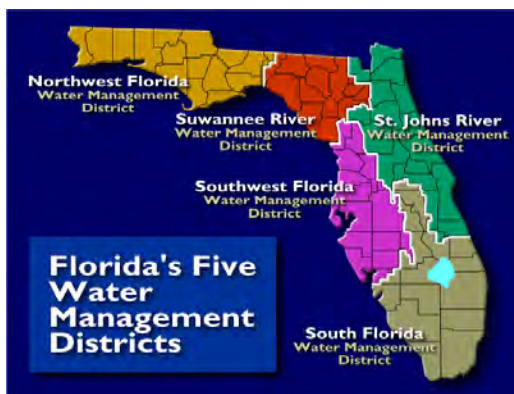 Northwest Florida
Water Management
District
Suwannee River
Water Management
District
St. Johns River
Water Management
District
Southwest Florida
Water Management
District
Florida's Five
Water
Management
Districts
South Florida
Water Management
District